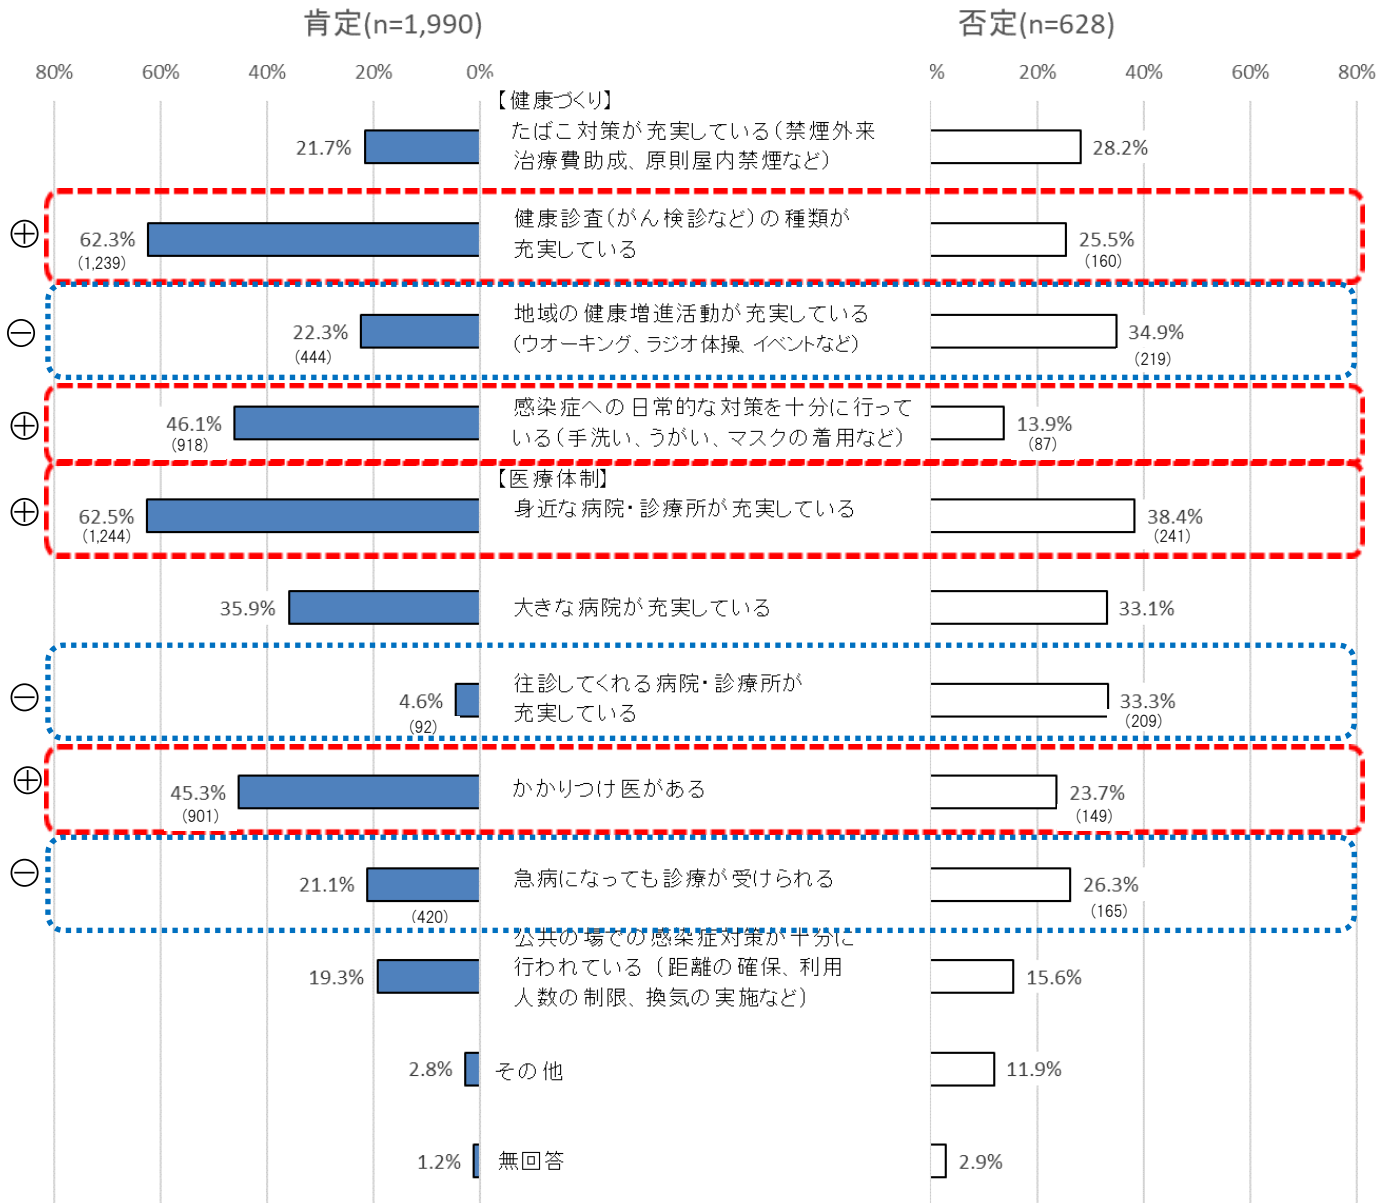 肯定(n=1,990)
否定(n=628)
80% 60% 40% 20% 0%
% 20% 40% 60% 80%
【健康づくり】
たばこ対策が充実している(禁煙外来
治療費助成、原則屋内禁煙など)
21.7%
28.2%
⊕
健康診査(がん検診など)の種類が
充実している
62.3%
(1,239)
25.5%
(160)
⊖
地域の健康増進活動が充実している
(ウオーキング、ラジオ体操、イベントなど)
22.3%
(444)
34.9%
(219)
⊕
感染症への日常的な対策を十分に行って
いる(手洗い、うがい、マスクの着用など)
46.1%
(918)
13.9%
(87)
【医療体制】
⊕
身近な病院・診療所が充実している
62.5%
(1,244)
38.4%
(241)
35.9%
大きな病院が充実している
33.1%
⊖
往診してくれる病院・診療所が
充実している
4.6%
(92)
33.3%
(209)
⊕
かかりつけ医がある
45.3%
(901)
23.7%
(149)
⊖
急病になっても診療が受けられる
21.1%
(420)
26.3%
(165)
公共の場での感染症対策が十分に
行われている(距離の確保、利用
人数の制限、換気の実施など)
19.3%
15.6%
2.8%
その他
11.9%
1.2%
無回答
2.9%